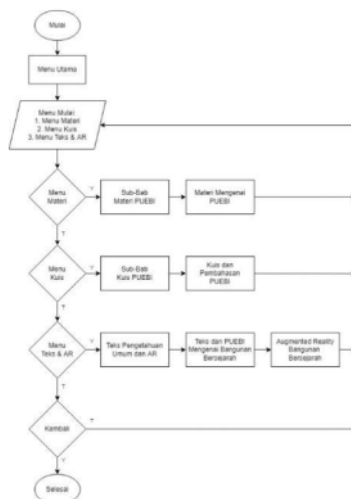 Mulai
Menu Utama
Menu Mulai
1. Menu Materi
2. Menu Kuis
3. Menu Teks & AR
Menu
Materi
Y
Sub-Bab
Materi PUEBI
Materi Mengenai
PUEBI
T
Menu
Kuis
Y
Sub-Bab
Kuis PUEBI
Kuis dan
Pembahasan
PUEBI
T
Menu
Teks & AR
Y
Teks Pengetahuan
Umum dan AR
Teks dan PUEBI
Mengenai Bangunan
Bersejarah
Augmented Reality
Bangunan
Bersejarah
T
Kembali
T
Y
Selesai